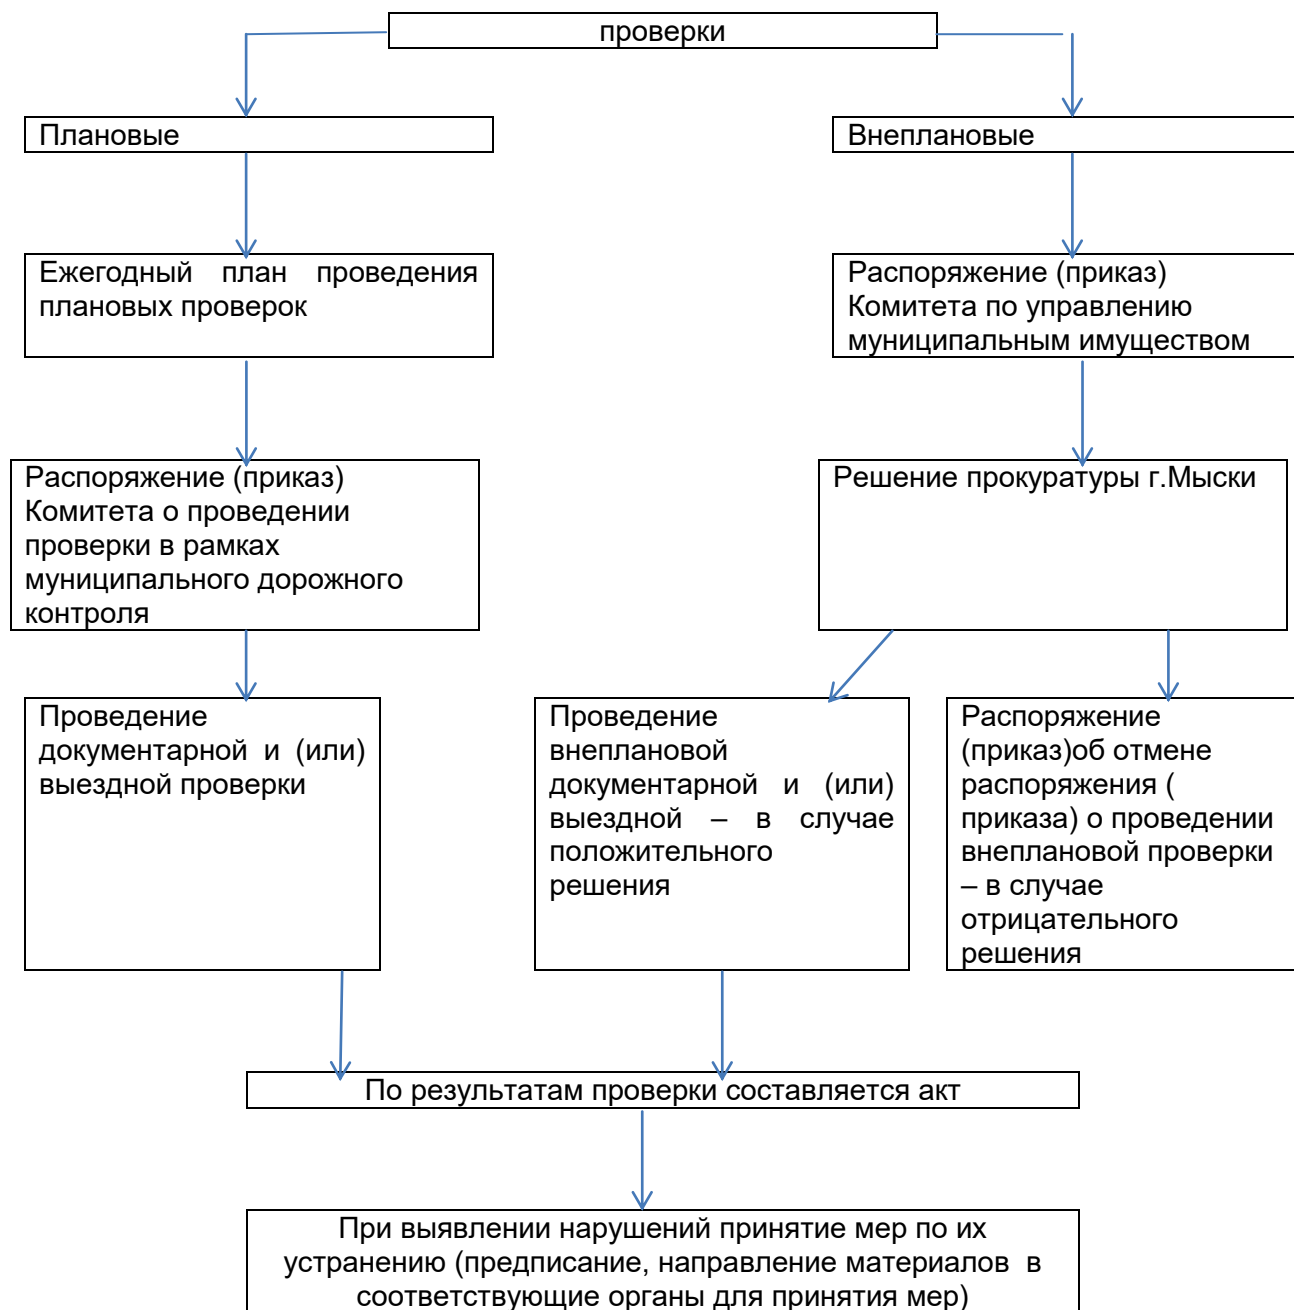 проверки
Плановые
Внеплановые
Ежегодный план проведения
плановых проверок
Распоряжение (приказ)
Комитета по управлению
муниципальным имуществом
Распоряжение (приказ)
Комитета о проведении
проверки в рамках
муниципального дорожного
контроля
Решение прокуратуры г.Мыски
Проведение
документарной и (или)
выездной проверки
Проведение
внеплановой
документарной и (или)
выездной – в случае
положительного
решения
Распоряжение
(приказ)об отмене
распоряжения (
приказа) о проведении
внеплановой проверки
– в случае
отрицательного
решения
По результатам проверки составляется акт
При выявлении нарушений принятие мер по их
устранению (предписание, направление материалов в
соответствующие органы для принятия мер)